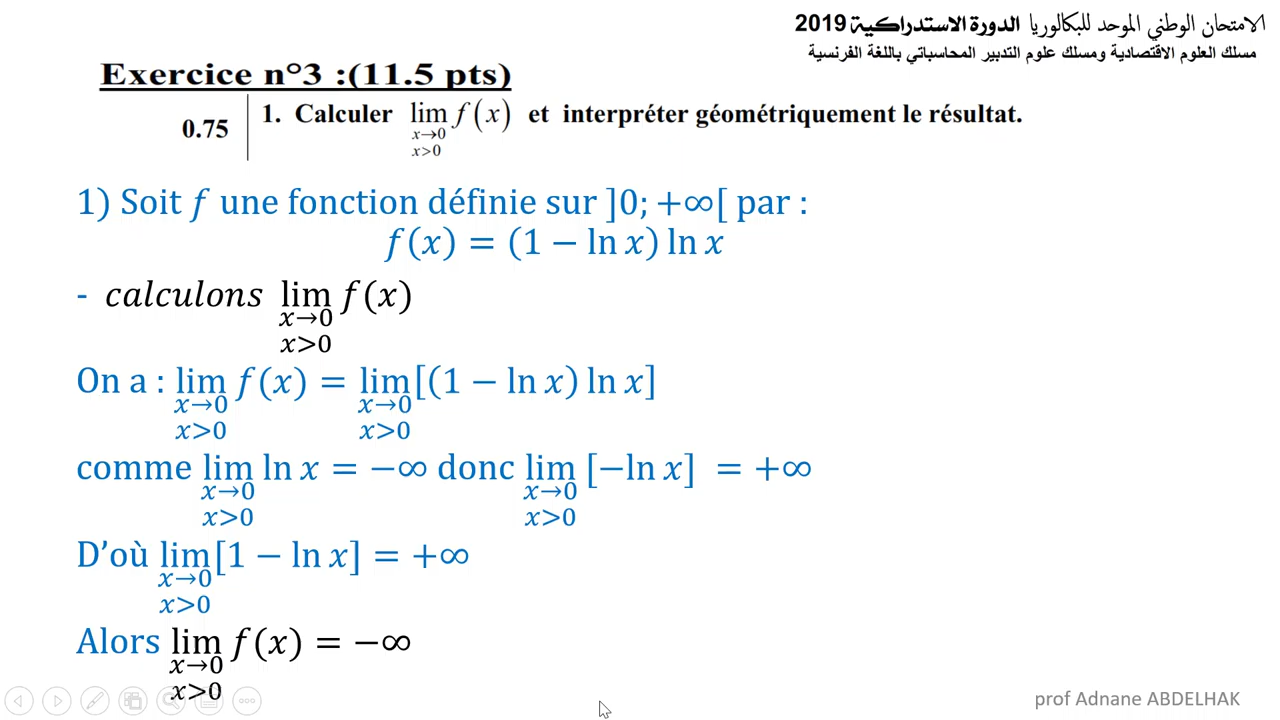 الامتحان الوطني الموحد للبكالوريا الدورة الاستدراكية 2019
مسلك العلوم الاقتصادية ومسلك علوم التدبير المحاسباتي باللغة الفرنسية
Exercice n°3 :(11.5 pts)
0.75 1. Calculer lim f(x) et interpréter géométriquement le résultat.
x→0
x>0
1) Soit f une fonction définie sur ]0; +∞[ par :
f(x) = (1 − ln x) ln x
- calculons lim f(x)
x→0
x>0
On a : lim f(x) = lim[(1 − ln x) ln x]
x→0 x→0
x>0 x>0
comme lim ln x = −∞ donc lim [−ln x] = +∞
x→0 x→0
x>0 x>0
D’où lim[1 − ln x] = +∞
x→0
x>0
Alors lim f(x) = −∞
x→0
x>0
prof Adnane ABDELHAK